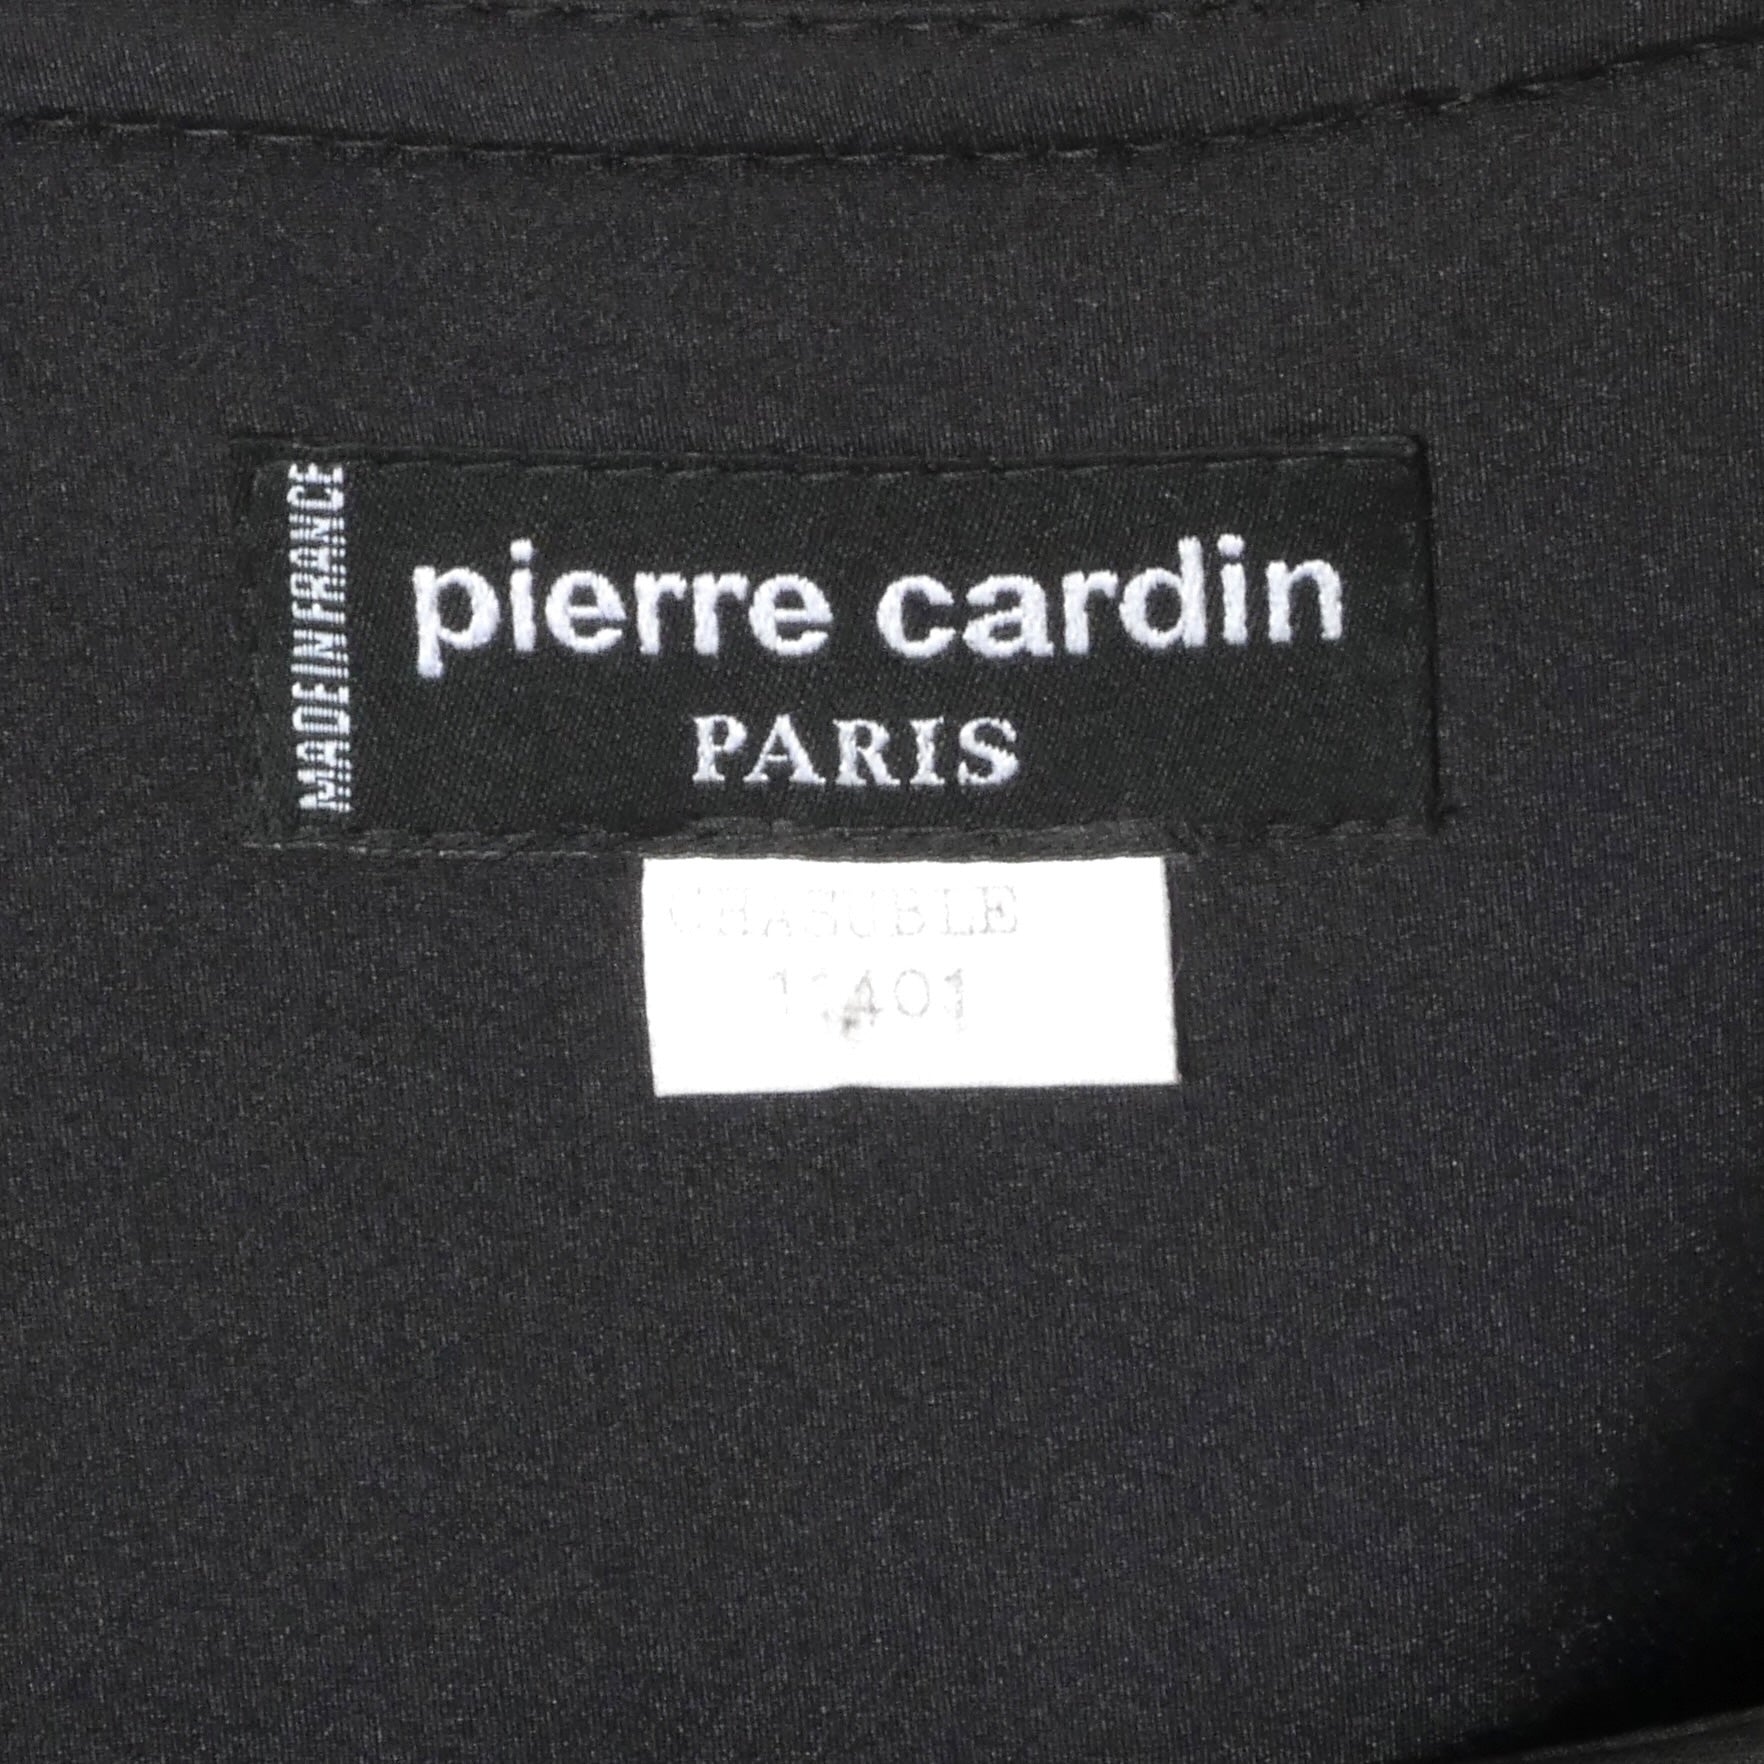 MADE IN FRANCE
pierre cardin
PARIS
CHASUBLE